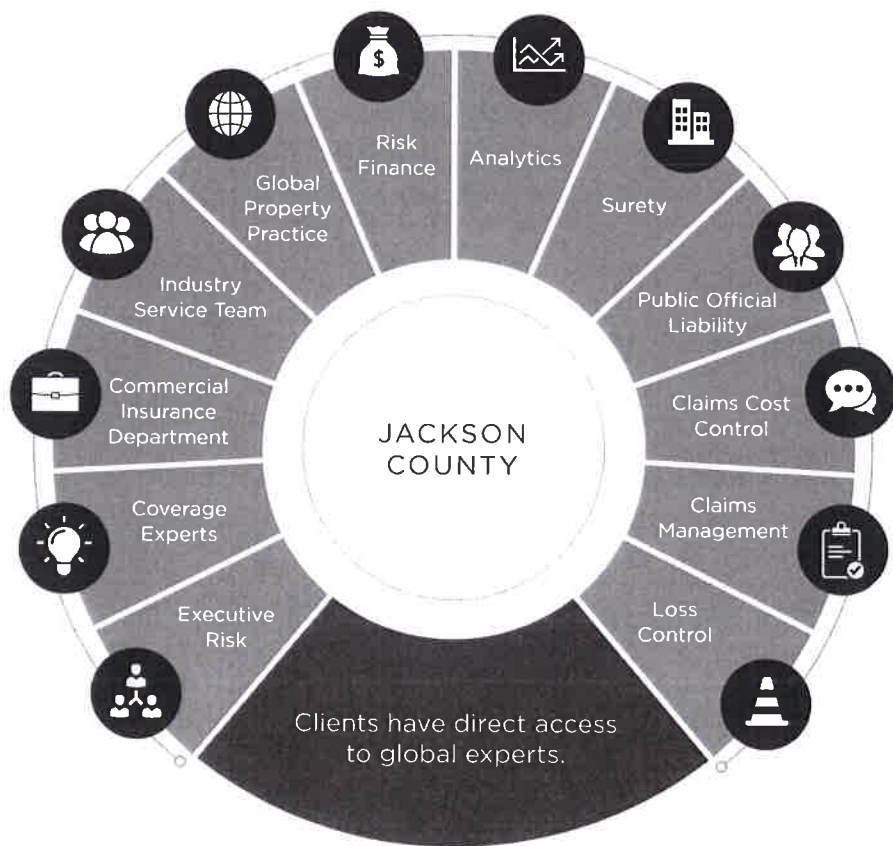 Executive
Risk
Coverage
Experts
Commercial
Insurance
Department
Industry
Service Team
Global
Property
Practice
Risk
Finance
$
Analytics
Surety
Public Official
Liability
Claims Cost
Control
Claims
Management
Loss
Control
JACKSON
COUNTY
Clients have direct access
to global experts.